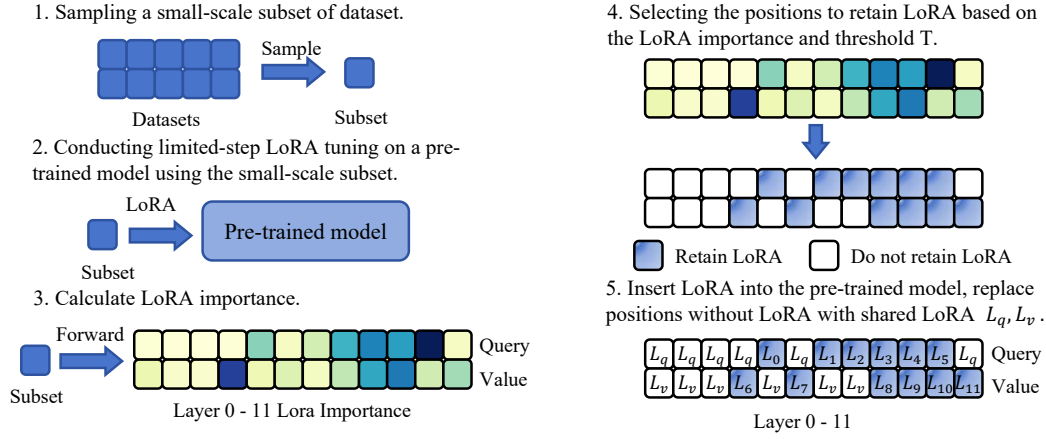 1. Sampling a small-scale subset of dataset.
Sample
Datasets
Subset
2. Conducting limited-step LoRA tuning on a pre-
trained model using the small-scale subset.
LoRA
Pre-trained model
Subset
3. Calculate LoRA importance.
Forward
Query
Value
Subset
Layer 0 - 11 Lora Importance
4. Selecting the positions to retain LoRA based on
the LoRA importance and threshold T.
Retain LoRA
Do not retain LoRA
5. Insert LoRA into the pre-trained model, replace
positions without LoRA with shared LoRA L_q, L_v .
L_q L_q L_q L_q L_0 L_q L_1 L_2 L_3 L_4 L_5 L_q Query
L_v L_v L_v L_6 L_v L_7 L_v L_v L_8 L_9 L_10 L_11 Value
Layer 0 - 11